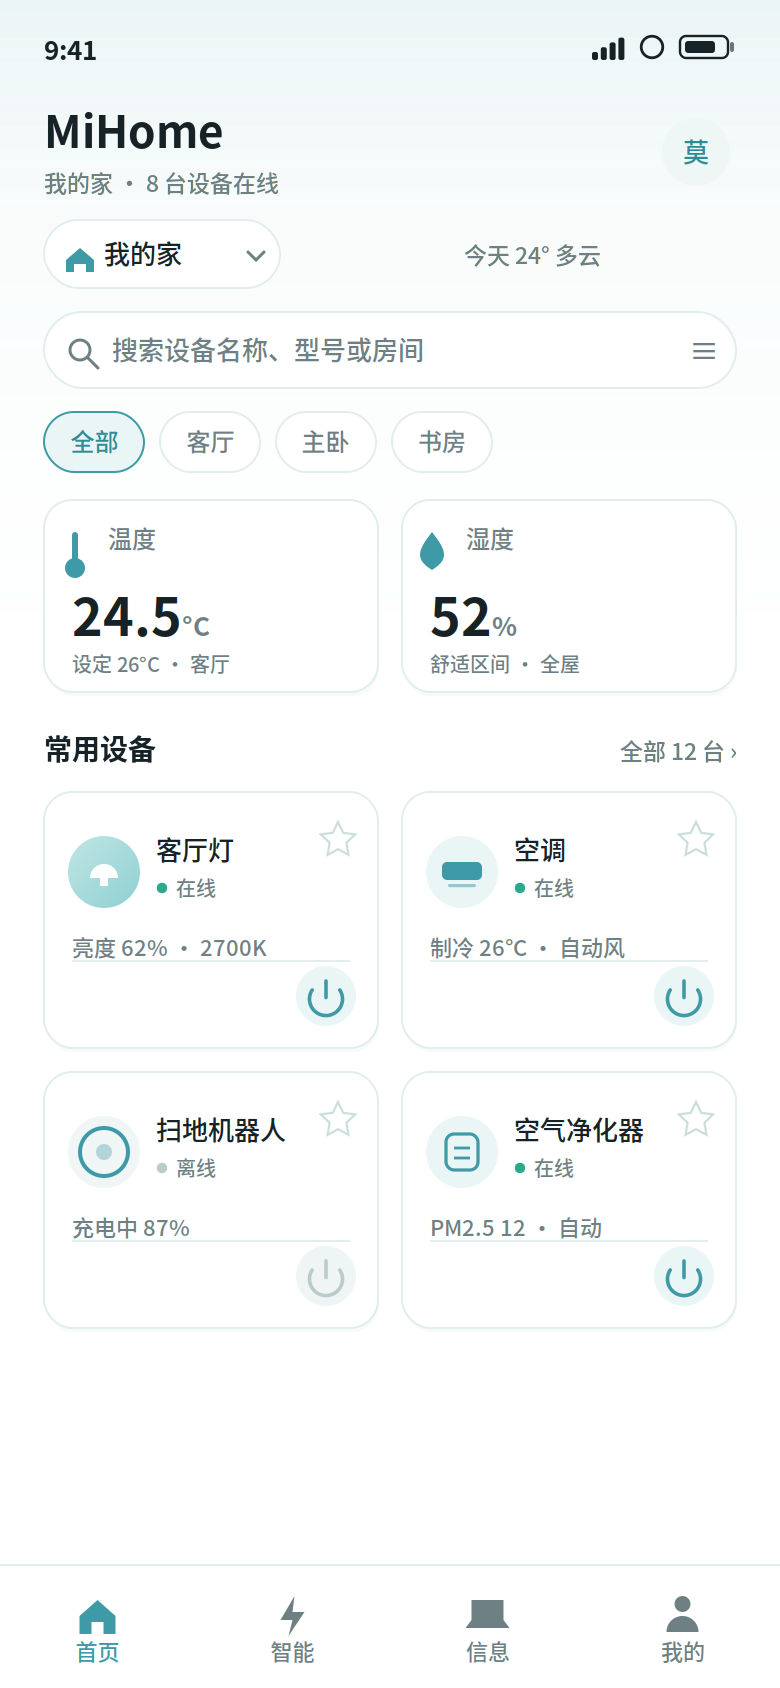 9:41
MiHome
我的家 · 8 台设备在线
莫
我的家
今天 24° 多云
搜索设备名称、型号或房间
全部 客厅 主卧 书房
温度 湿度
24.5°C 52%
设定 26°C · 客厅 舒适区间 · 全屋
常用设备 全部 12 台 ›
客厅灯 空调
在线 在线
亮度 62% · 2700K 制冷 26°C · 自动风
扫地机器人 空气净化器
离线 在线
充电中 87% PM2.5 12 · 自动
首页 智能 信息 我的